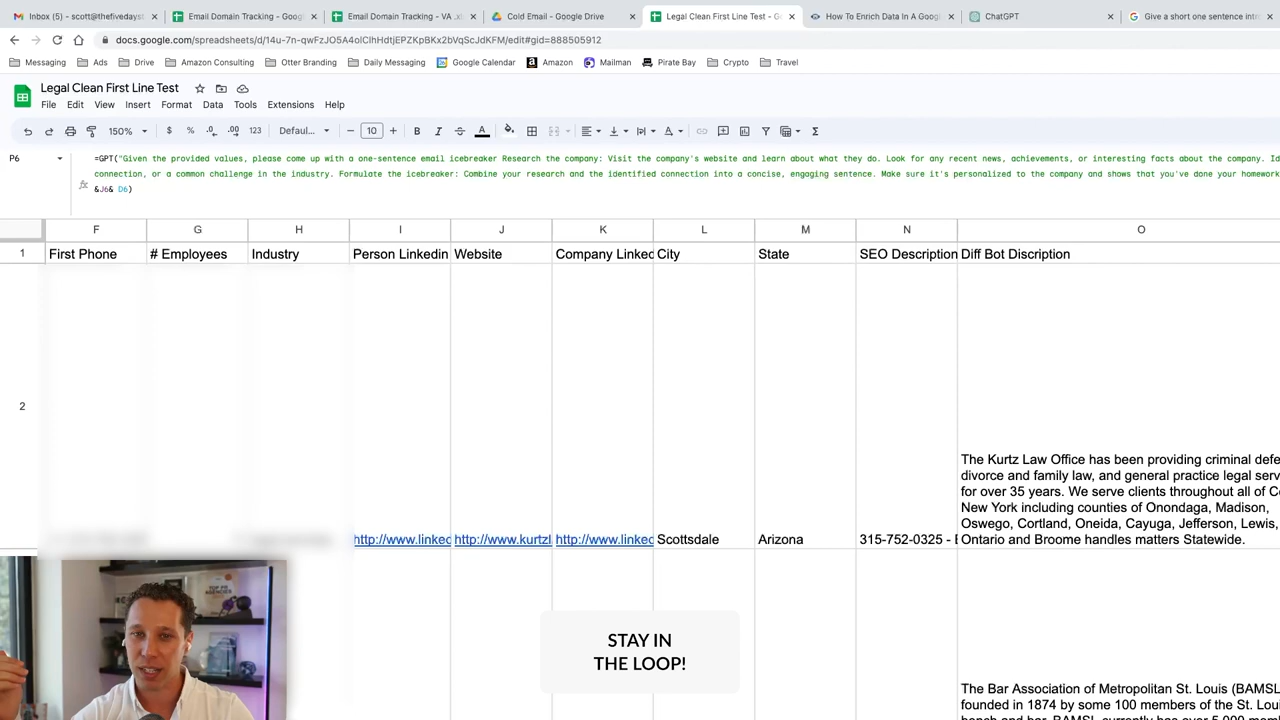 Inbox (5) - scott@thefivedayst
Email Domain Tracking - Goog
Email Domain Tracking - VA .xl
Cold Email - Google Drive
Legal Clean First Line Test - G
How To Enrich Data In A Goog
ChatGPT
Give a short one sentence int
docs.google.com/spreadsheets/d/14u-7n-qwFzJO5A4olClhHdtjEPZKpBKx2bVqScJdKFM/edit#gid=888505912
Messaging
Ads
Drive
Amazon Consulting
Otter Branding
Daily Messaging
Google Calendar
Amazon
Mailman
Pirate Bay
Crypto
Travel
Legal Clean First Line Test
File Edit View Insert Format Data Tools Extensions Help
150% $ % .0 .00 123 Defaul... 10 B I
P6
=GPT("Given the provided values, please come up with a one-sentence email icebreaker Research the company: Visit the company's website and learn about what they do. Look for any recent news, achievements, or interesting facts about the company. Id
connection, or a common challenge in the industry. Formulate the icebreaker: Combine your research and the identified connection into a concise, engaging sentence. Make sure it's personalized to the company and shows that you've done your homework
&J6& D6)
F G H I J K L M N O
1 First Phone # Employees Industry Person Linkedin Website Company Linked City State SEO Description Diff Bot Discription
2
The Kurtz Law Office has been providing criminal defe
divorce and family law, and general practice legal serv
for over 35 years. We serve clients throughout all of C
New York including counties of Onondaga, Madison,
Oswego, Cortland, Oneida, Cayuga, Jefferson, Lewis,
http://www.linked http://www.kurtzl http://www.linked Scottsdale Arizona 315-752-0325 - Ontario and Broome handles matters Statewide.
STAY IN
THE LOOP!
The Bar Association of Metropolitan St. Louis (BAMSL
founded in 1874 by some 100 members of the St. Lou